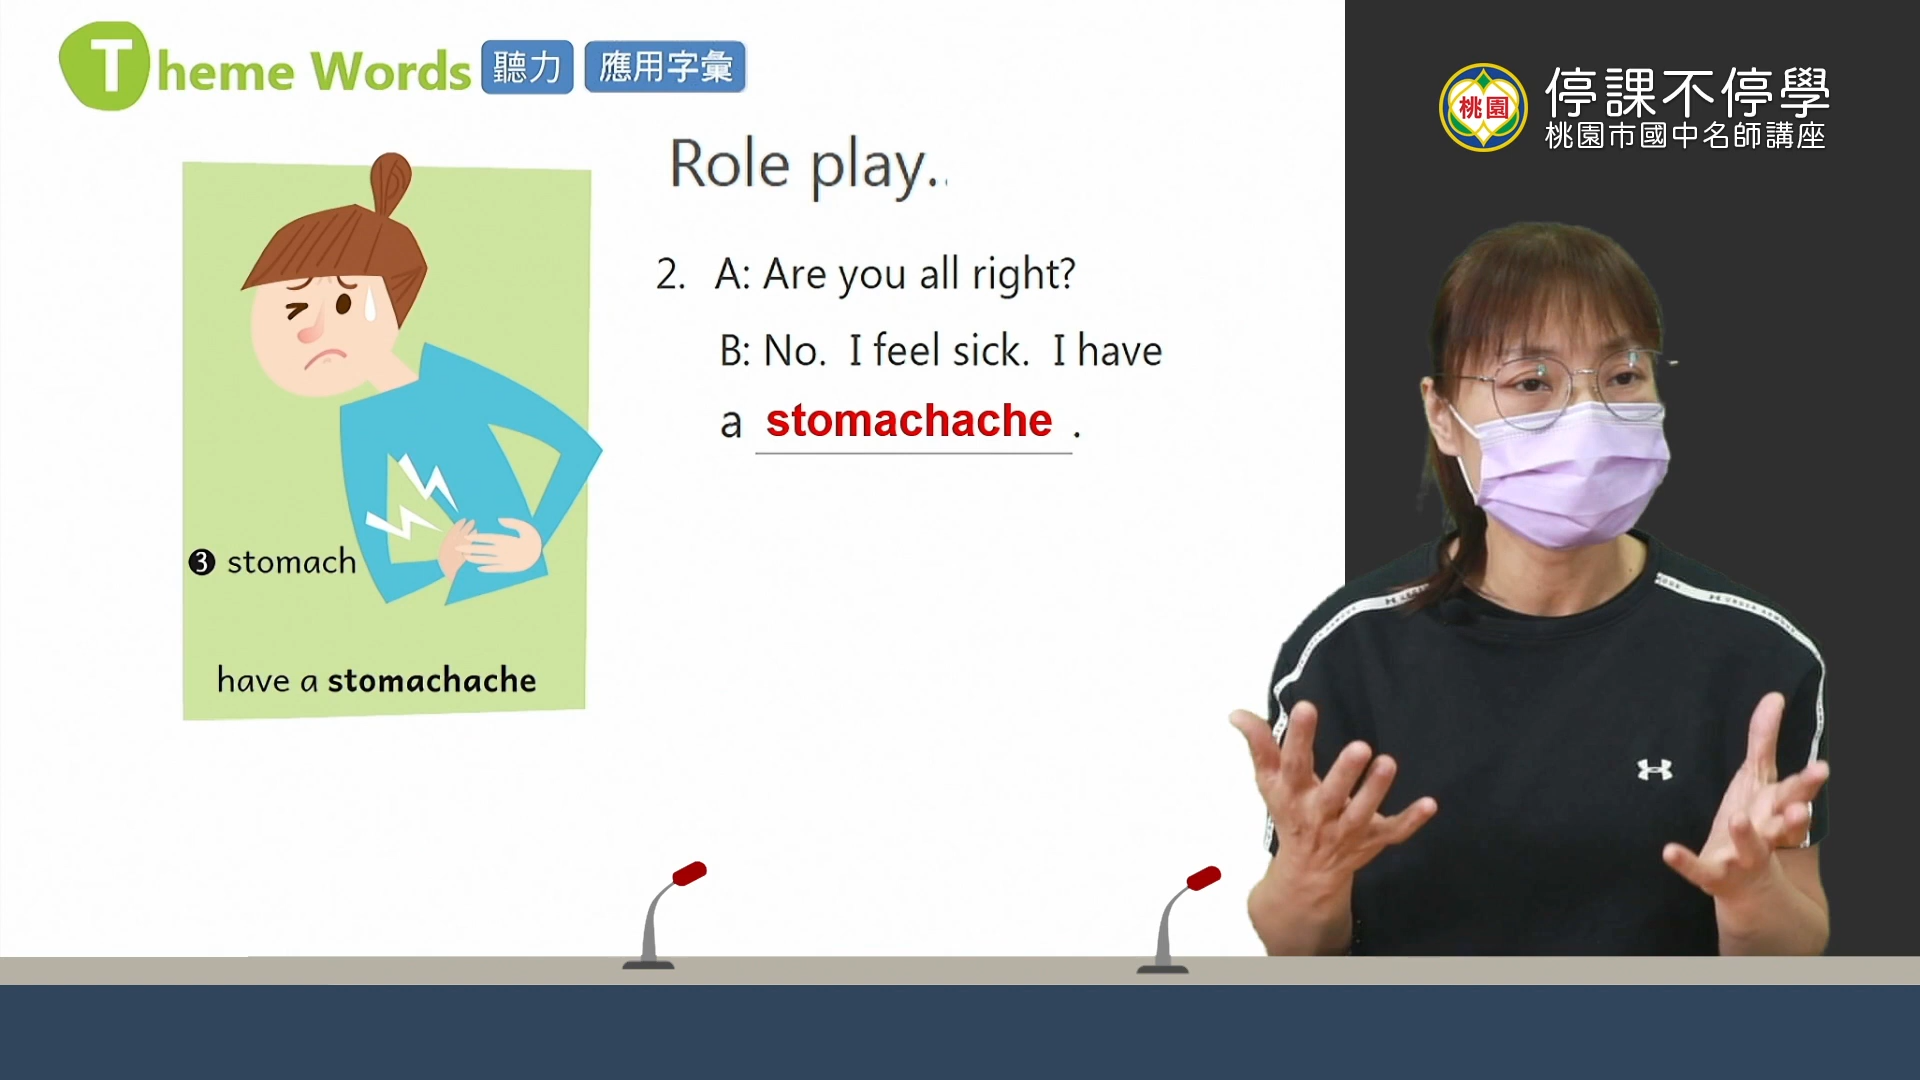 Theme Words 聽力 應用字彙
桃園
停課不停學
桃園市國中名師講座
Role play..
2. A: Are you all right?
B: No. I feel sick. I have
a stomachache.
3 stomach
have a stomachache